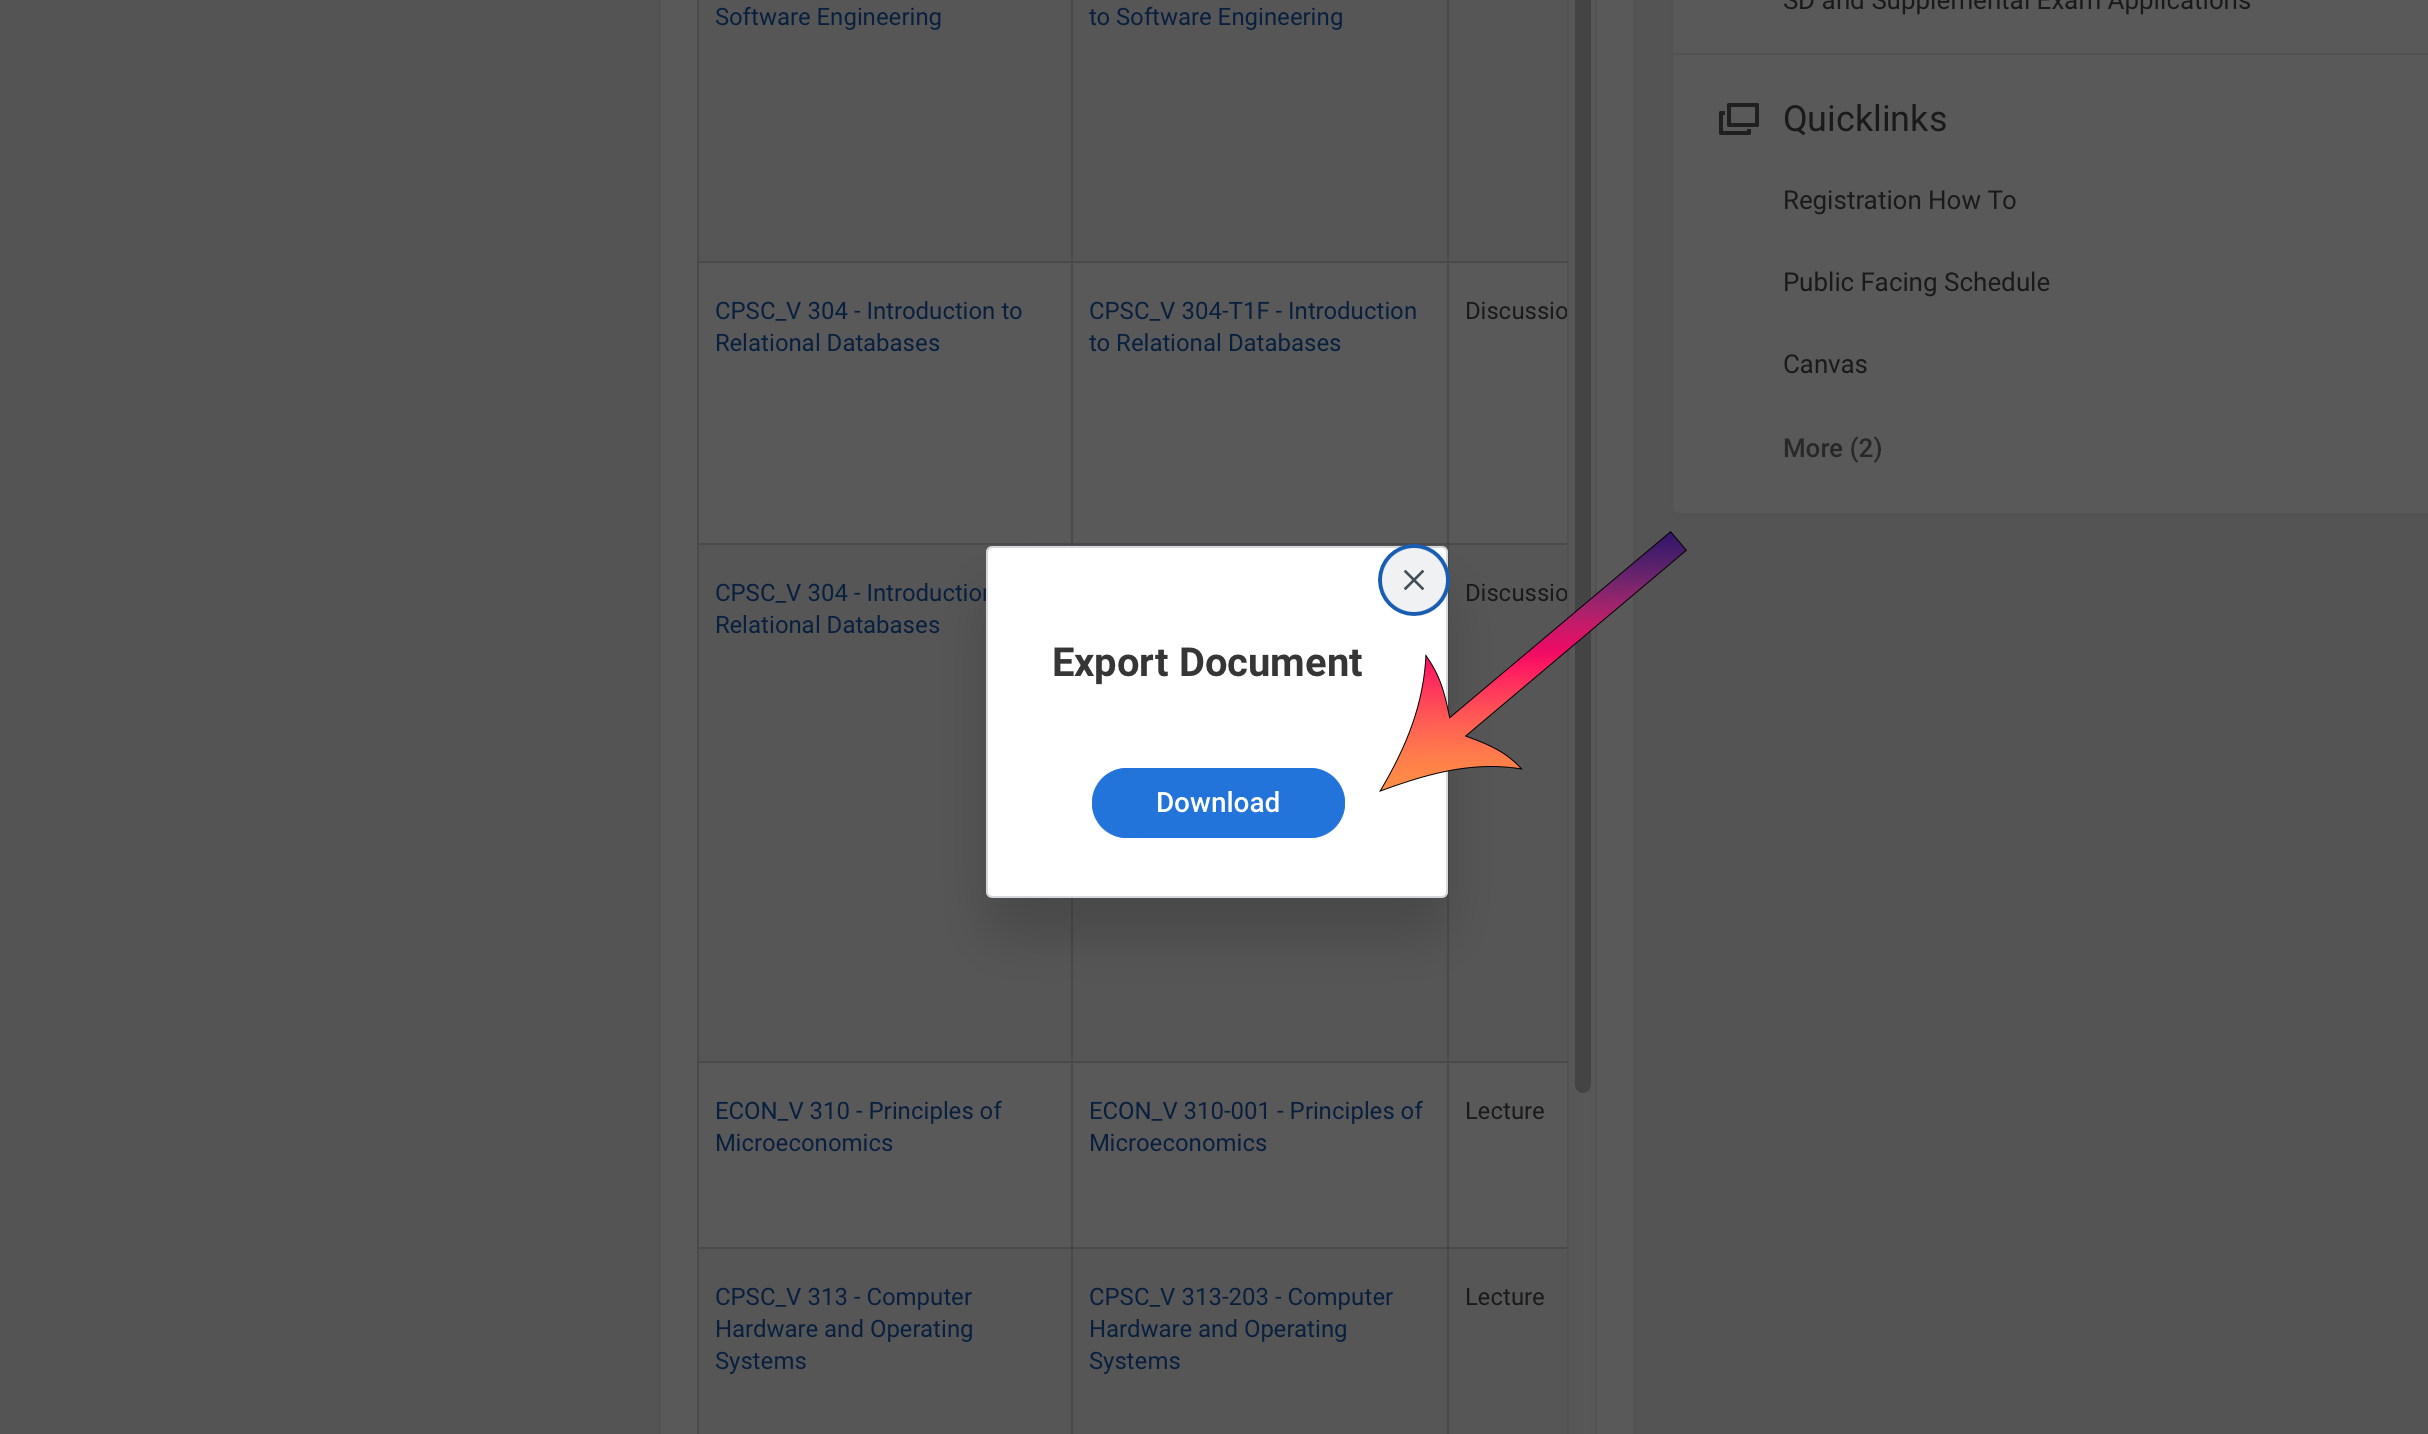 Software Engineering
to Software Engineering
CPSC_V 304 - Introduction to
Relational Databases
CPSC_V 304-T1F - Introduction
to Relational Databases
Discussio
CPSC_V 304 - Introduction
Relational Databases
Discussio
Export Document
Download
ECON_V 310 - Principles of
Microeconomics
ECON_V 310-001 - Principles of
Microeconomics
Lecture
CPSC_V 313 - Computer
Hardware and Operating
Systems
CPSC_V 313-203 - Computer
Hardware and Operating
Systems
Lecture
SD and Supplemental Exam Applications
Quicklinks
Registration How To
Public Facing Schedule
Canvas
More (2)